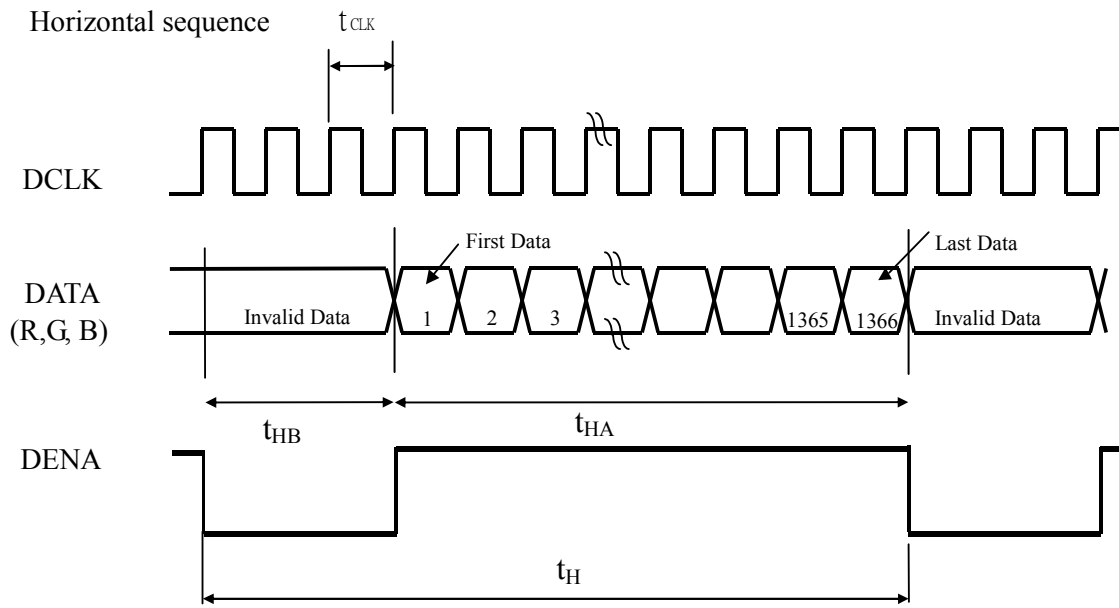 Horizontal sequence
tCLK
DCLK
First Data
Last Data
DATA
(R,G, B)
Invalid Data
1
2
3
1365
1366
Invalid Data
tHB
tHA
DENA
tH